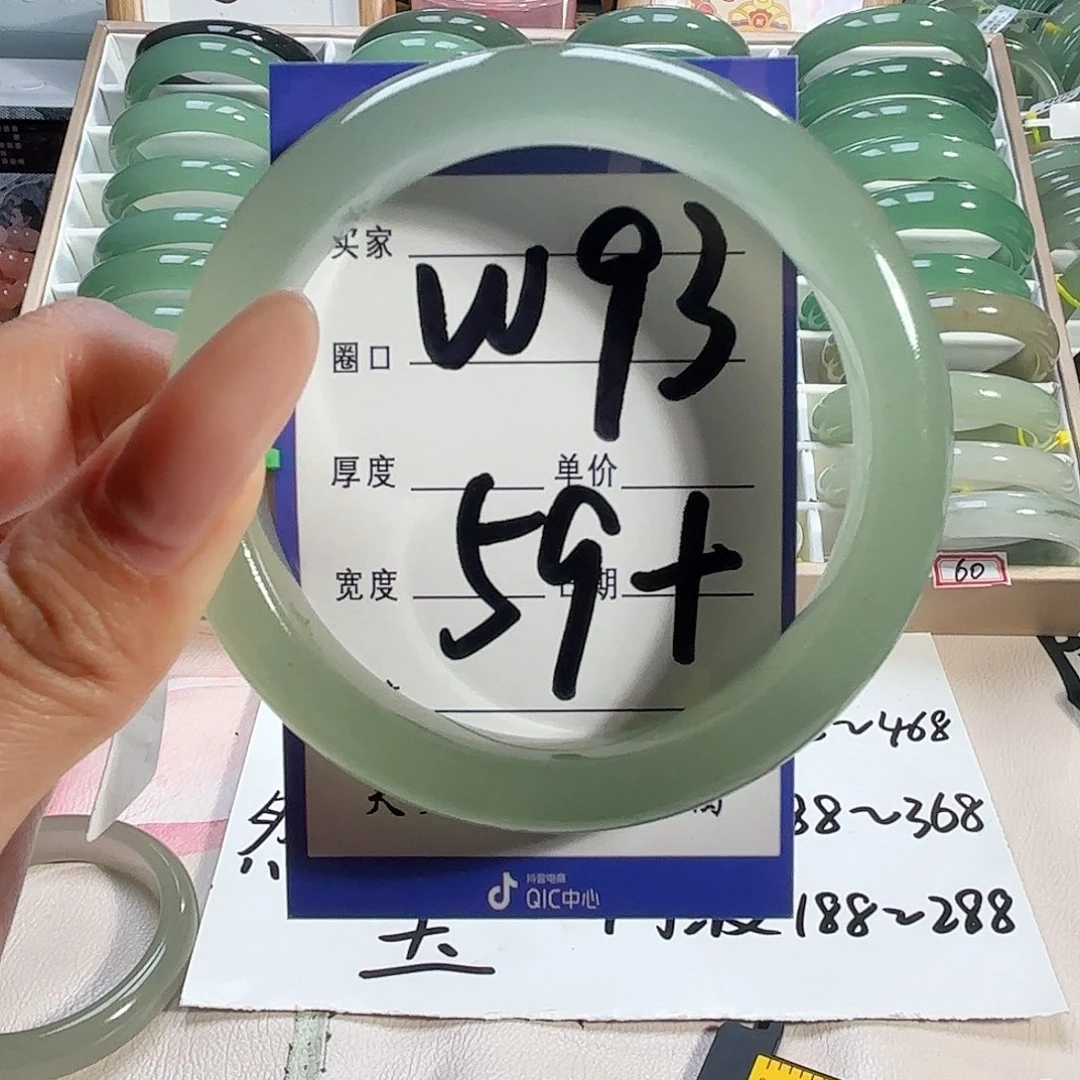 买家
W93
圈口
厚度 单价
59+
宽度 日期
抖音电商
QIC中心
60
~468
88~368
188~288